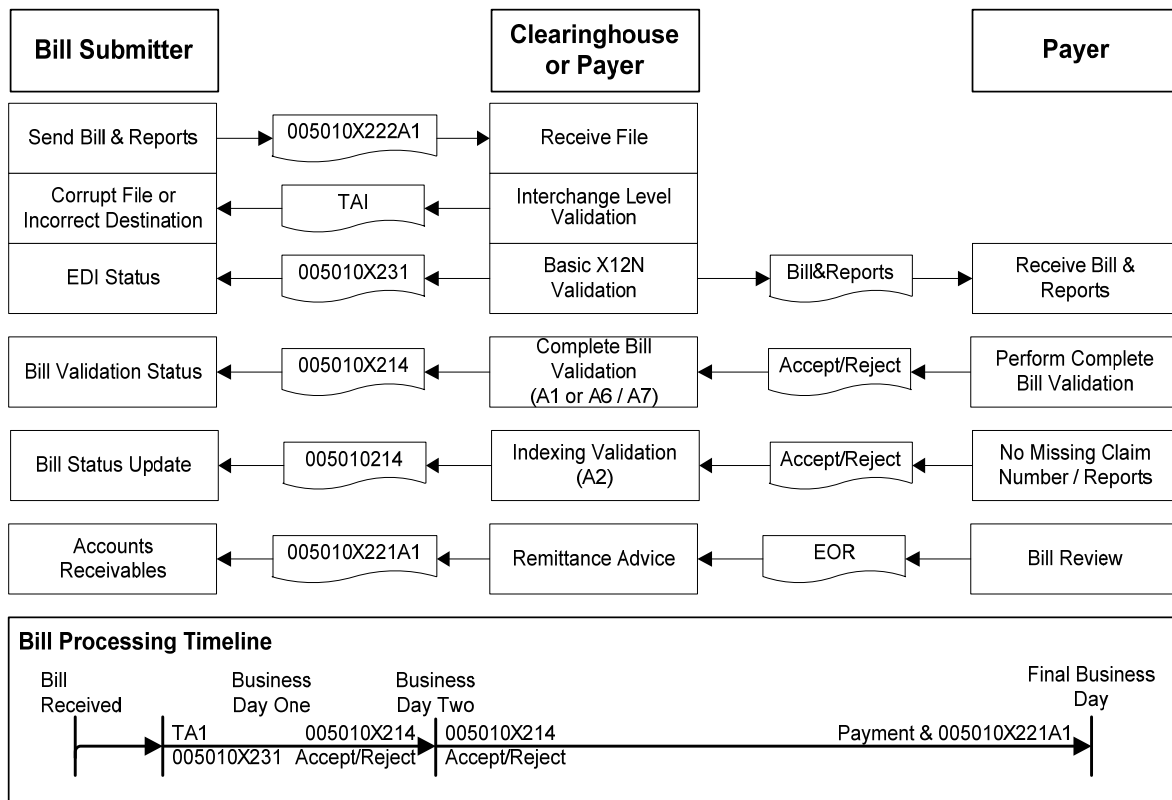 Bill Submitter
Clearinghouse
or Payer
Payer
Send Bill & Reports
005010X222A1
Receive File
Corrupt File or
Incorrect Destination
TAI
Interchange Level
Validation
EDI Status
005010X231
Basic X12N
Validation
Bill&Reports
Receive Bill &
Reports
Bill Validation Status
005010X214
Complete Bill
Validation
(A1 or A6 / A7)
Accept/Reject
Perform Complete
Bill Validation
Bill Status Update
005010214
Indexing Validation
(A2)
Accept/Reject
No Missing Claim
Number / Reports
Accounts
Receivables
005010X221A1
Remittance Advice
EOR
Bill Review
Bill Processing Timeline
Bill
Received
Business
Day One
Business
Day Two
Final Business
Day
TA1
005010X231
005010X214
Accept/Reject
005010X214
Accept/Reject
Payment & 005010X221A1